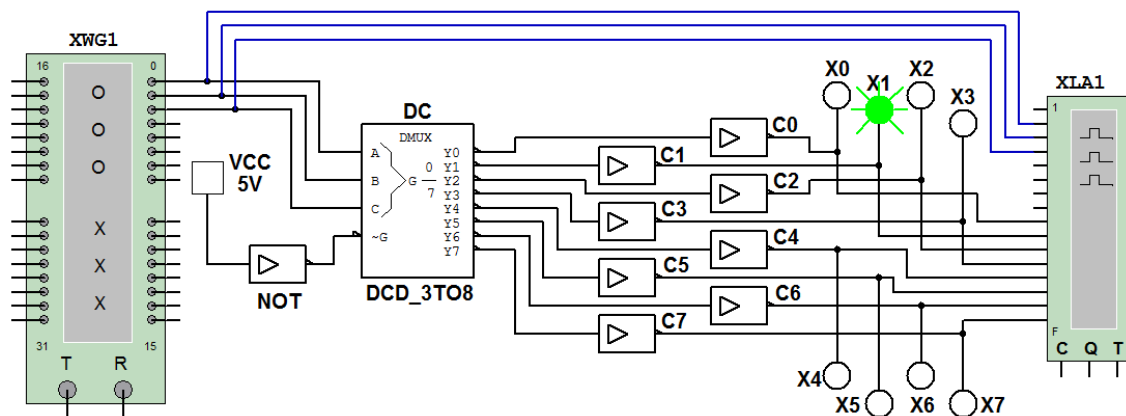 XWG1
16 0
O
O
O
X
X
X
31 15
T R
VCC
5V
NOT
DC
DMUX
A
B
C
~G
G 0
7
Y0
Y1
Y2
Y3
Y4
Y5
Y6
Y7
DCD_3TO8
C0
C1
C2
C3
C4
C5
C6
C7
X0
X1
X2
X3
X4
X5
X6
X7
XLA1
1
F
C Q T